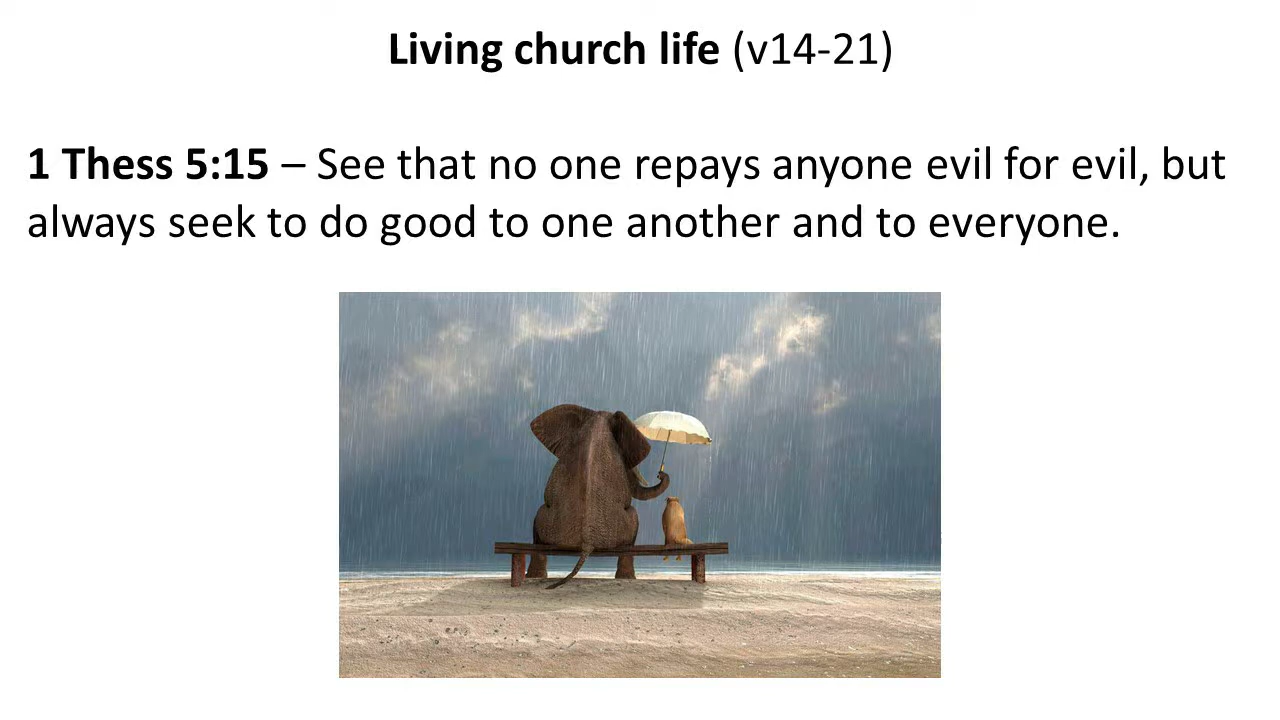 Living church life (v14-21)
1 Thess 5:15 – See that no one repays anyone evil for evil, but
always seek to do good to one another and to everyone.